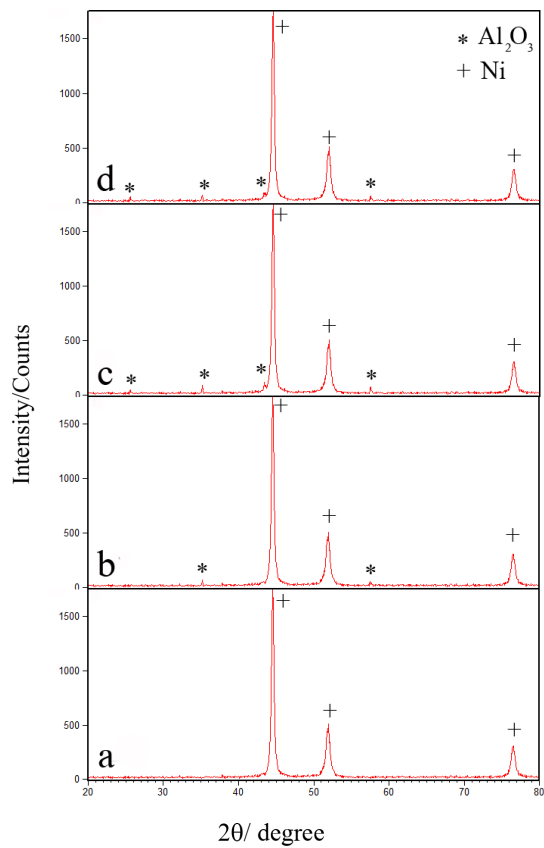 * Al₂O₃
+ Ni
1500
1000
500
0
d
* * * + * + +
1500
1000
500
0
c
* * * + * + +
1500
1000
500
0
b
* + + * +
1500
1000
500
0
a
+ + +
20 30 40 50 60 70 80
2θ/ degree
Intensity/Counts